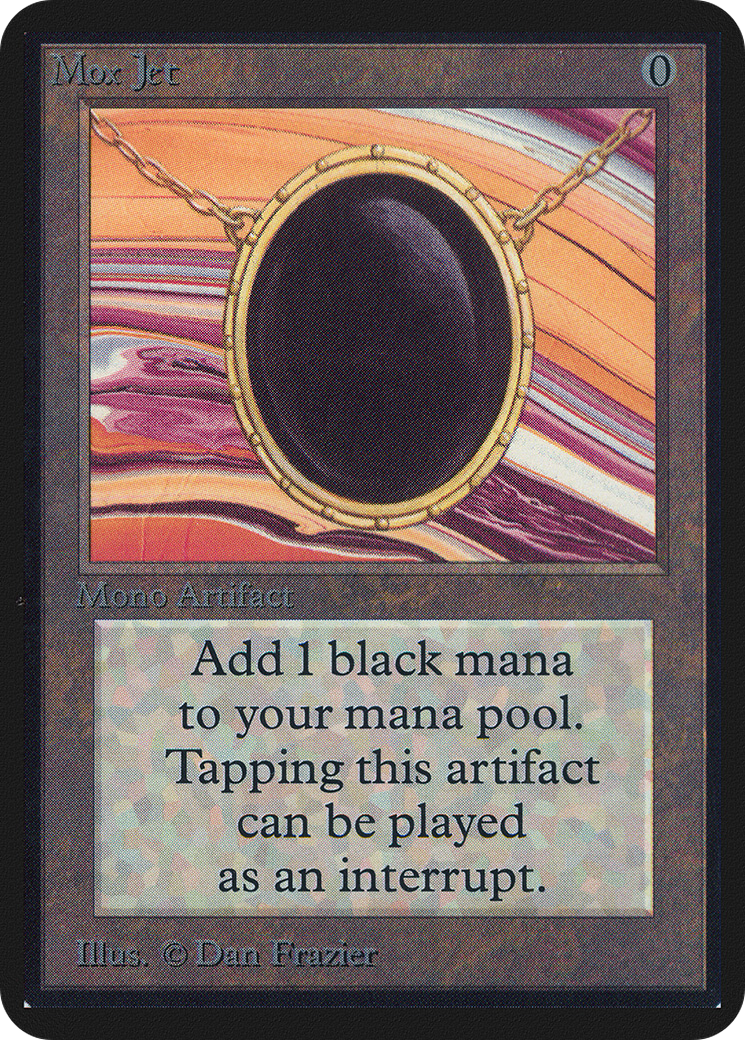 Mox Jet
0
Mono Artifact
Add 1 black mana
to your mana pool.
Tapping this artifact
can be played
as an interrupt.
Illus. © Dan Frazier